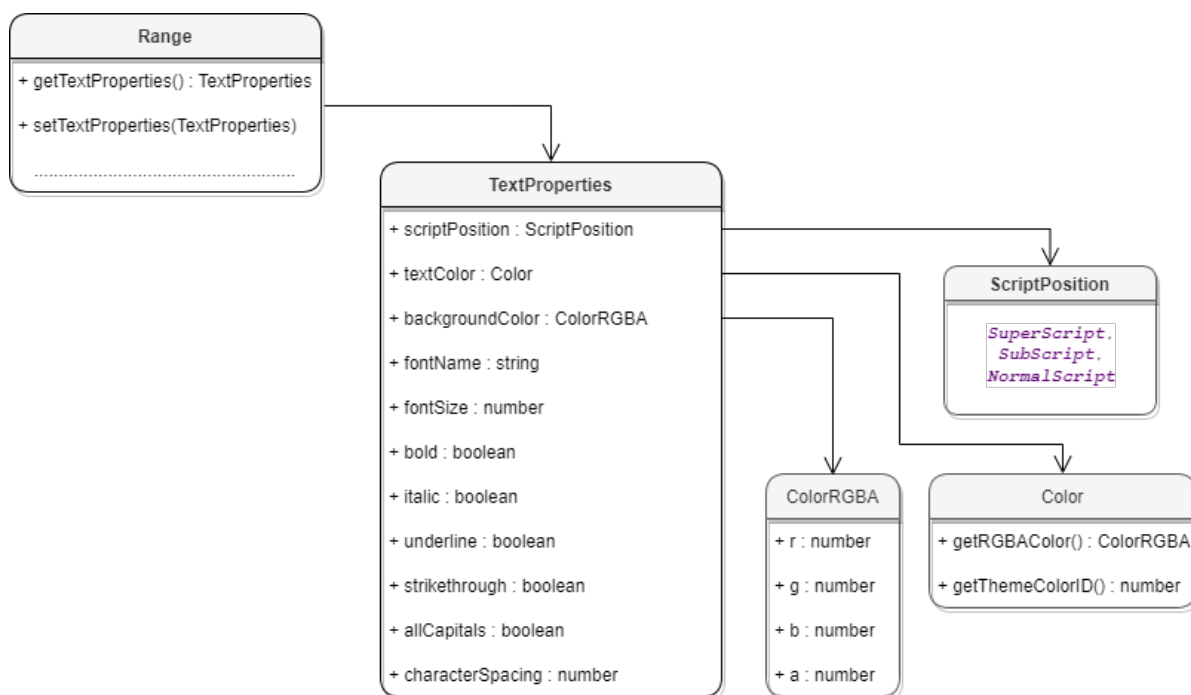 Range
+ getTextProperties() : TextProperties
+ setTextProperties(TextProperties)
......................................................
TextProperties
+ scriptPosition : ScriptPosition
+ textColor : Color
+ backgroundColor : ColorRGBA
+ fontName : string
+ fontSize : number
+ bold : boolean
+ italic : boolean
+ underline : boolean
+ strikethrough : boolean
+ allCapitals : boolean
+ characterSpacing : number
ScriptPosition
SuperScript,
SubScript,
NormalScript
ColorRGBA
+ r : number
+ g : number
+ b : number
+ a : number
Color
+ getRGBAColor() : ColorRGBA
+ getThemeColorID() : number